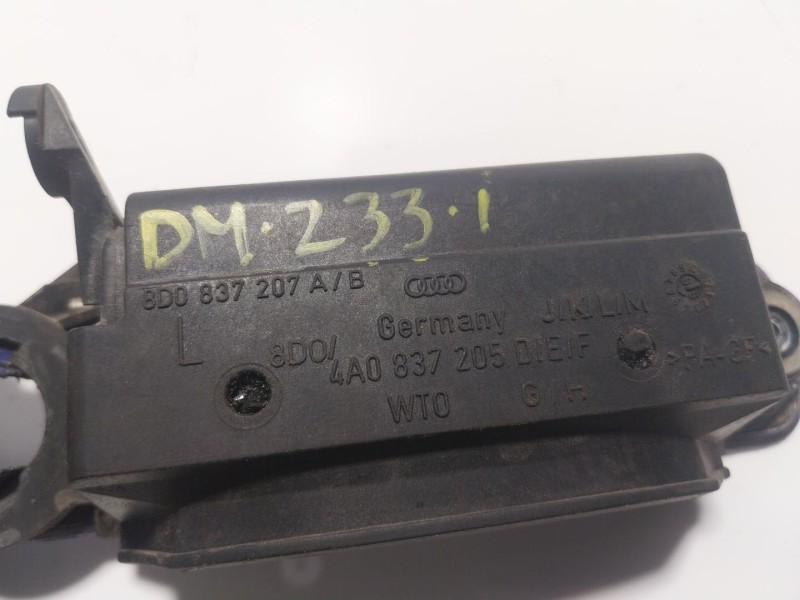 DM·233·1
8D0 837 207 A/B
L Germany J/K/L/M
8D0/
4A0 837 205 D/E/F
>PA-GF<
WTO G/H